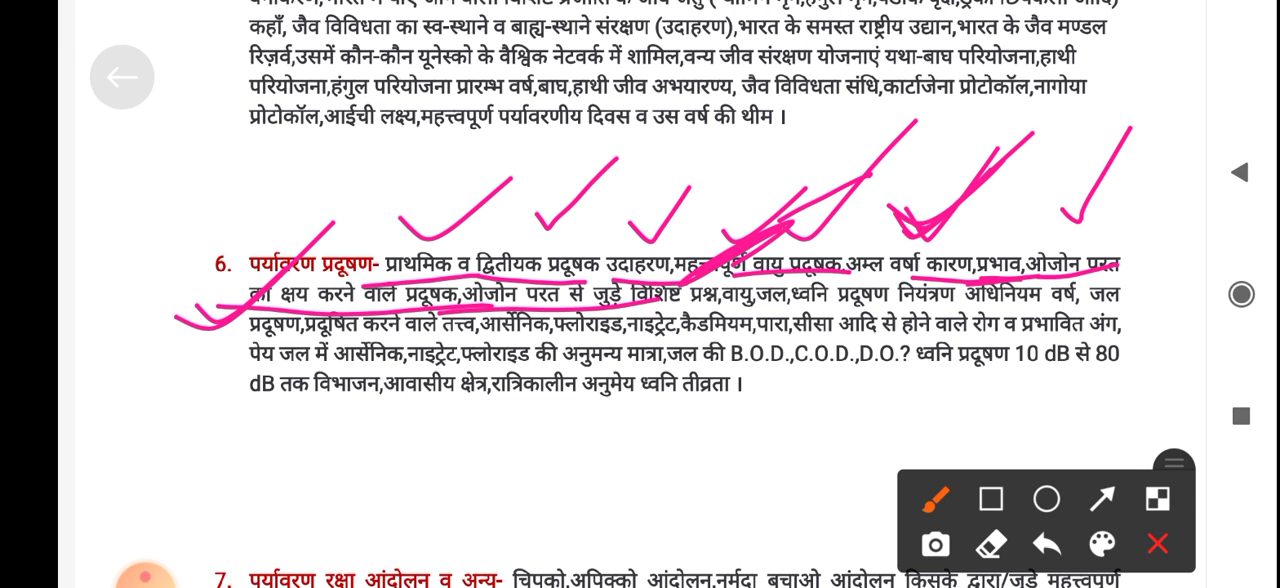 कहाँ, जैव विविधता का स्व-स्थाने व बाह्य-स्थाने संरक्षण (उदाहरण),भारत के समस्त राष्ट्रीय उद्यान,भारत के जैव मण्डल
रिज़र्व,उसमें कौन-कौन यूनेस्को के वैश्विक नेटवर्क में शामिल,वन्य जीव संरक्षण योजनाएं यथा-बाघ परियोजना,हाथी
परियोजना,हंगुल परियोजना प्रारम्भ वर्ष,बाघ,हाथी जीव अभयारण्य, जैव विविधता संधि,कार्टाजेना प्रोटोकॉल,नागोया
प्रोटोकॉल,आईची लक्ष्य,महत्त्वपूर्ण पर्यावरणीय दिवस व उस वर्ष की थीम ।
6. पर्यावरण प्रदूषण- प्राथमिक व द्वितीयक प्रदूषक उदाहरण,महत्त्वपूर्ण वायु प्रदूषक,अम्ल वर्षा कारण,प्रभाव,ओजोन परत
का क्षय करने वाले प्रदूषक,ओजोन परत से जुड़े विशिष्ट प्रश्न,वायु,जल,ध्वनि प्रदूषण नियंत्रण अधिनियम वर्ष, जल
प्रदूषण,प्रदूषित करने वाले तत्त्व,आर्सेनिक,फ्लोराइड,नाइट्रेट,कैडमियम,पारा,सीसा आदि से होने वाले रोग व प्रभावित अंग,
पेय जल में आर्सेनिक,नाइट्रेट,फ्लोराइड की अनुमन्य मात्रा,जल की B.O.D.,C.O.D.,D.O.? ध्वनि प्रदूषण 10 dB से 80
dB तक विभाजन,आवासीय क्षेत्र,रात्रिकालीन अनुमेय ध्वनि तीव्रता ।
7. पर्यावरण रक्षा आंदोलन व अन्य- चिपको,अपिक्को आंदोलन,नर्मदा बचाओ आंदोलन किसके द्वारा/जुड़े महत्त्वपूर्ण